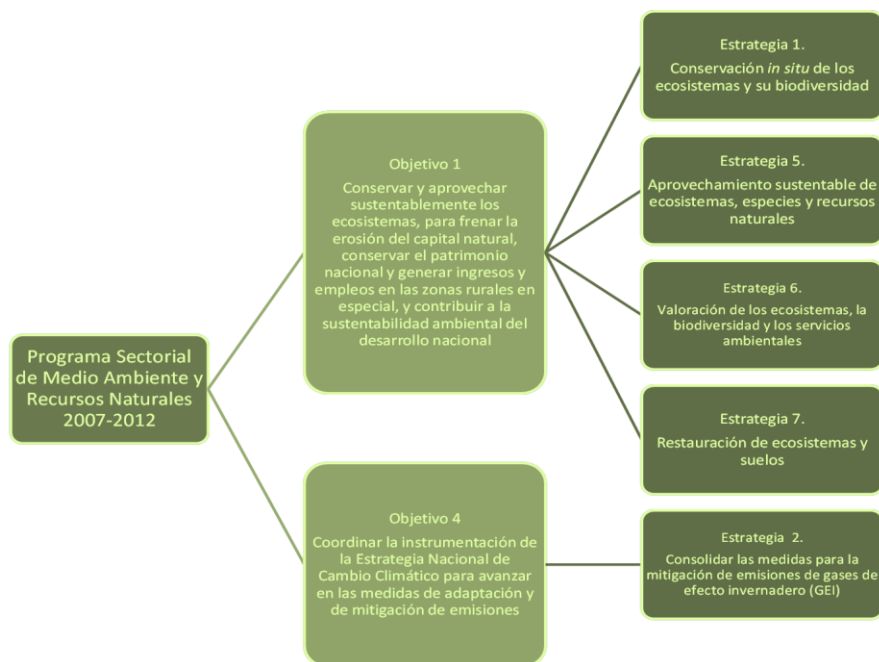 Programa Sectorial
de Medio Ambiente y
Recursos Naturales
2007-2012
Objetivo 1
Conservar y aprovechar
sustentablemente los
ecosistemas, para frenar la
erosión del capital natural,
conservar el patrimonio
nacional y generar ingresos y
empleos en las zonas rurales en
especial, y contribuir a la
sustentabilidad ambiental del
desarrollo nacional
Estrategia 1.
Conservación in situ de los
ecosistemas y su biodiversidad
Estrategia 5.
Aprovechamiento sustentable de
ecosistemas, especies y recursos
naturales
Estrategia 6.
Valoración de los ecosistemas, la
biodiversidad y los servicios
ambientales
Estrategia 7.
Restauración de ecosistemas y
suelos
Objetivo 4
Coordinar la instrumentación de
la Estrategia Nacional de
Cambio Climático para avanzar
en las medidas de adaptación y
de mitigación de emisiones
Estrategia 2.
Consolidar las medidas para la
mitigación de emisiones de gases de
efecto invernadero (GEI)